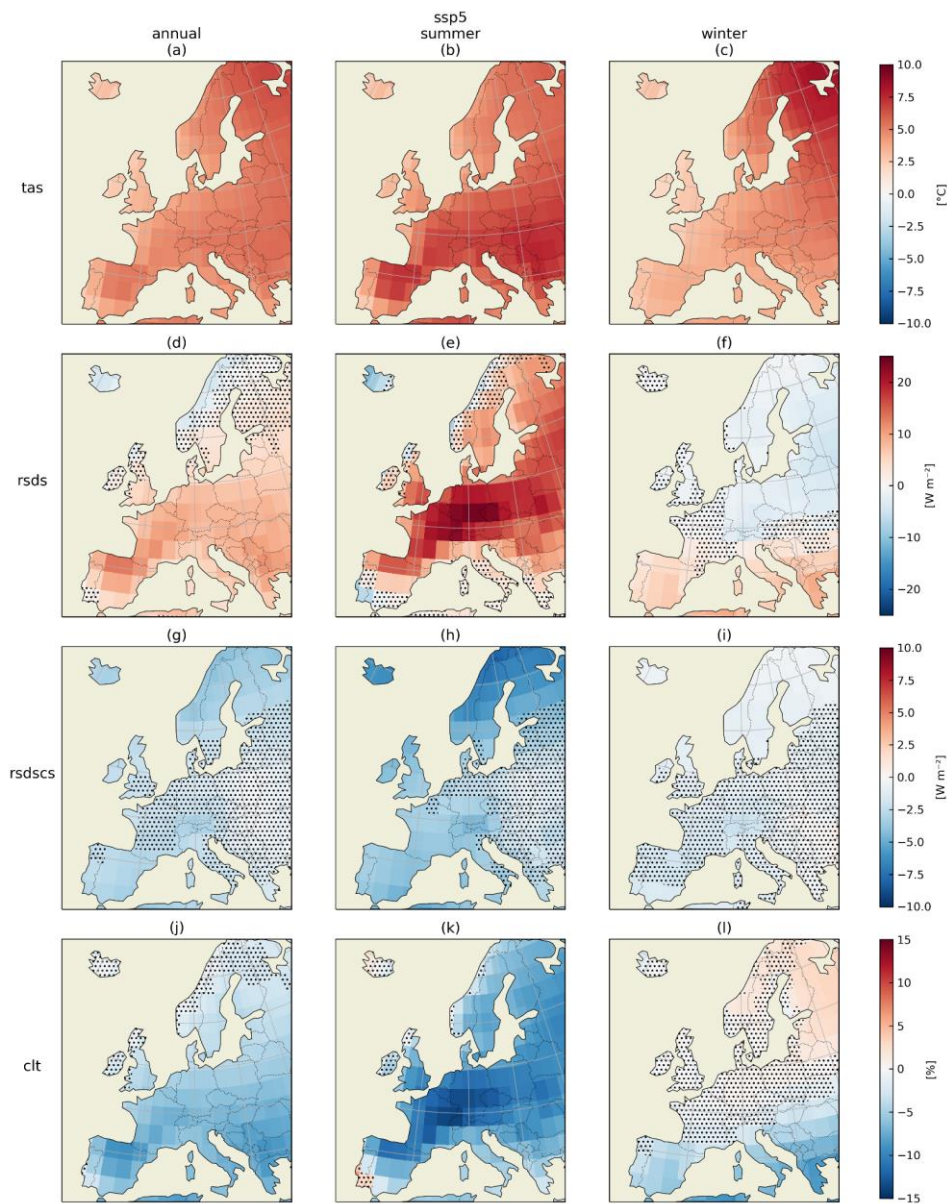 ssp5
annual summer winter
(a) (b) (c)
tas
10.0
7.5
5.0
2.5
0.0
−2.5
−5.0
−7.5
−10.0
[°C]
(d) (e) (f)
rsds
20
10
0
−10
−20
[W m⁻²]
(g) (h) (i)
rsdscs
10.0
7.5
5.0
2.5
0.0
−2.5
−5.0
−7.5
−10.0
[W m⁻²]
(j) (k) (l)
clt
15
10
5
0
−5
−10
−15
[%]